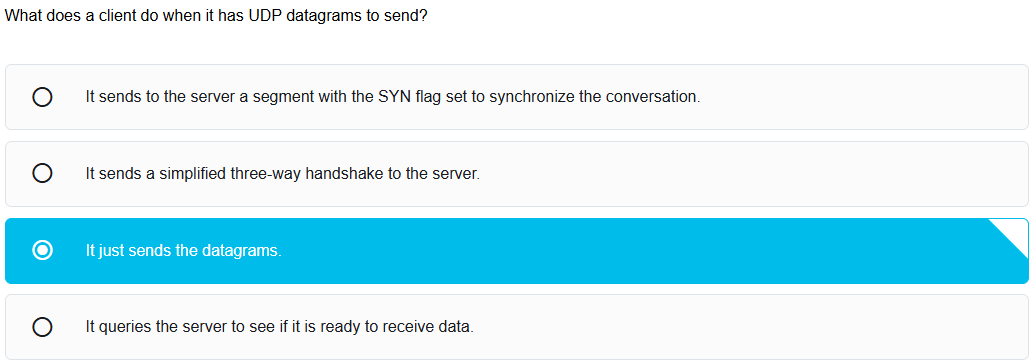 What does a client do when it has UDP datagrams to send?
It sends to the server a segment with the SYN flag set to synchronize the conversation.
It sends a simplified three-way handshake to the server.
It just sends the datagrams.
It queries the server to see if it is ready to receive data.